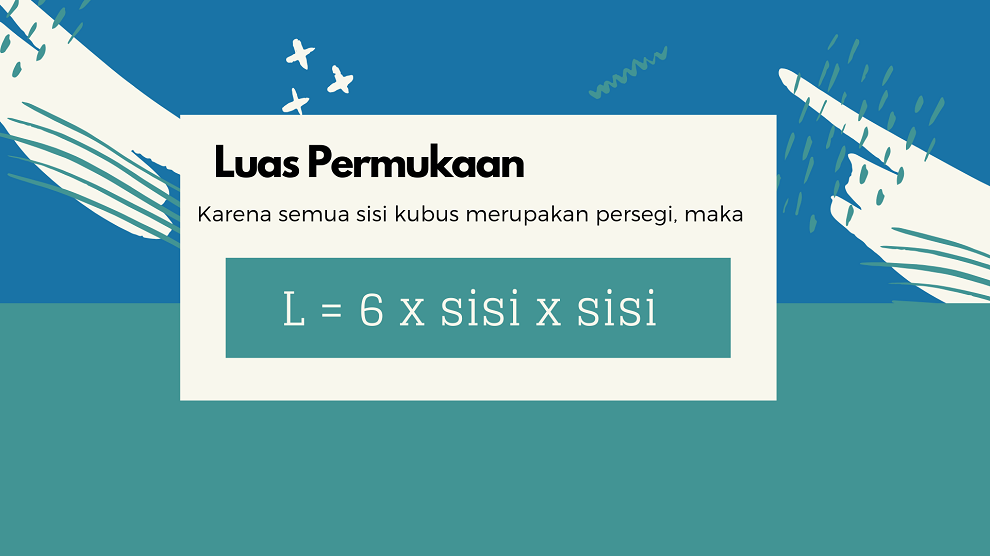 Luas Permukaan
Karena semua sisi kubus merupakan persegi, maka
L = 6 x sisi x sisi